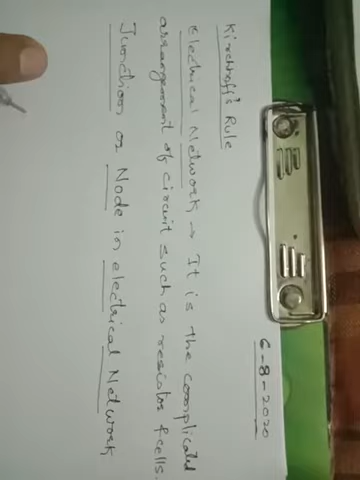 6-8-2020
Kirchhoff's Rule
Electrical Network → It is the complicated
arrangement of circuit such as resistor & cells.
Junction or Node in electrical Network